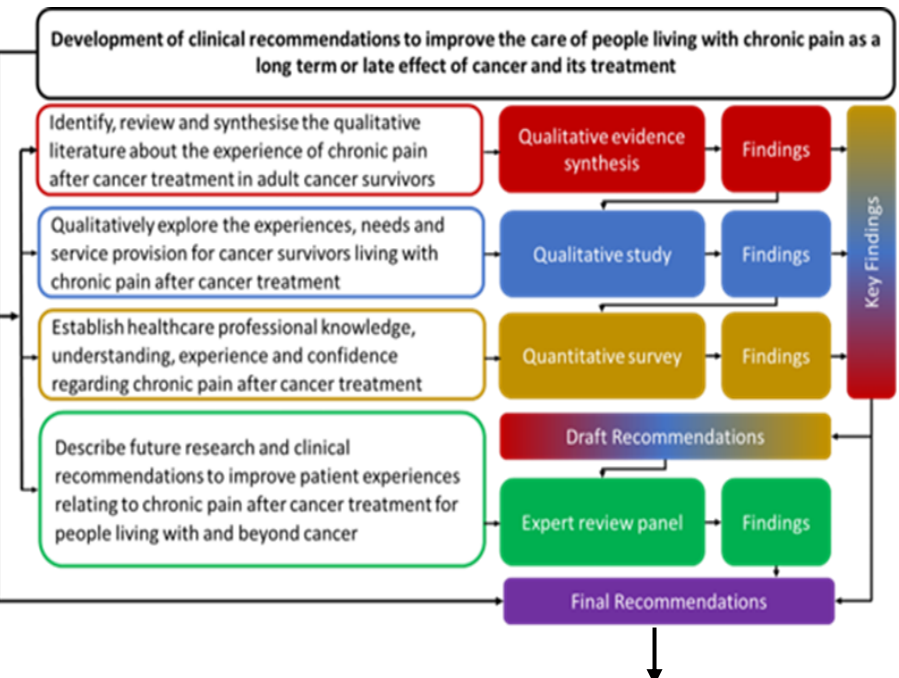 Development of clinical recommendations to improve the care of people living with chronic pain as a
long term or late effect of cancer and its treatment
Identify, review and synthesise the qualitative
literature about the experience of chronic pain
after cancer treatment in adult cancer survivors
Qualitative evidence
synthesis
Findings
Qualitatively explore the experiences, needs and
service provision for cancer survivors living with
chronic pain after cancer treatment
Qualitative study
Findings
Key Findings
Establish healthcare professional knowledge,
understanding, experience and confidence
regarding chronic pain after cancer treatment
Quantitative survey
Findings
Draft Recommendations
Describe future research and clinical
recommendations to improve patient experiences
relating to chronic pain after cancer treatment for
people living with and beyond cancer
Expert review panel
Findings
Final Recommendations